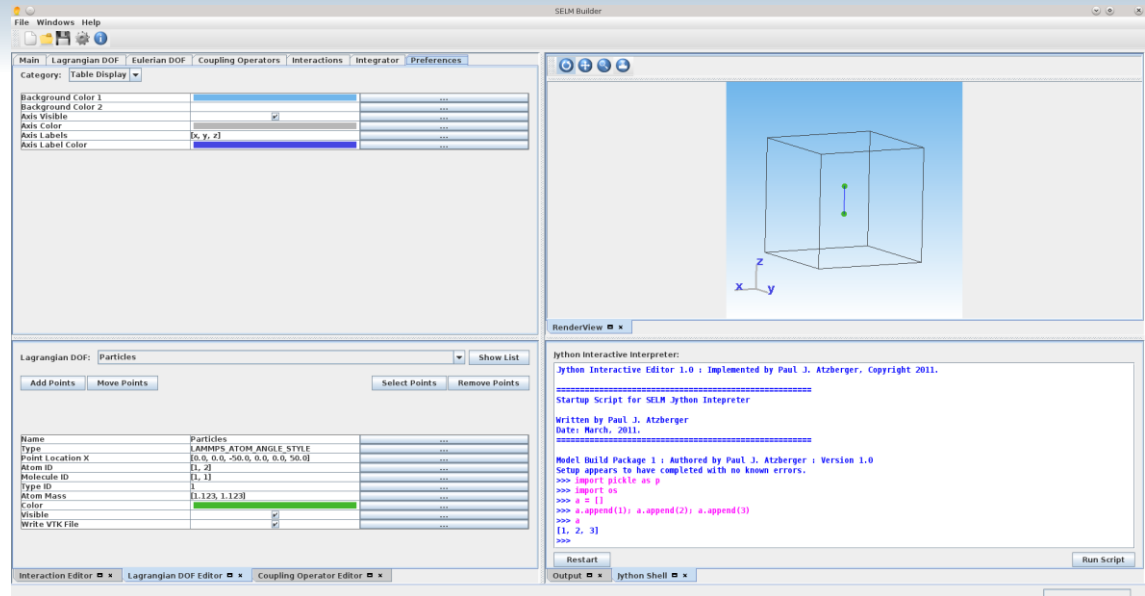 SELM Builder
File Windows Help
Main Lagrangian DOF Eulerian DOF Coupling Operators Interactions Integrator Preferences
Category: Table Display
Background Color 1 ...
Background Color 2 ...
Axis Visible ...
Axis Color ...
Axis Labels [x, y, z] ...
Axis Label Color ...
z
x y
RenderView
Lagrangian DOF: Particles Show List
Add Points Move Points Select Points Remove Points
Name Particles ...
Type LAMMPS_ATOM_ANGLE_STYLE ...
Point Location X [0.0, 0.0, -50.0, 0.0, 0.0, 50.0] ...
Atom ID [1, 2] ...
Molecule ID [1, 1] ...
Type ID 1 ...
Atom Mass [1.123, 1.123] ...
Color ...
Visible ...
Write VTK File ...
Interaction Editor Lagrangian DOF Editor Coupling Operator Editor
Jython Interactive Interpreter:
Jython Interactive Editor 1.0 : Implemented by Paul J. Atzberger, Copyright 2011.
======================================================
Startup Script for SELM Jython Intepreter
Written by Paul J. Atzberger
Date: March, 2011.
======================================================
Model Build Package 1 : Authored by Paul J. Atzberger : Version 1.0
Setup appears to have completed with no known errors.
>>> import pickle as p
>>> import os
>>> a = []
>>> a.append(1); a.append(2); a.append(3)
>>> a
[1, 2, 3]
>>>
Restart Run Script
Output Jython Shell